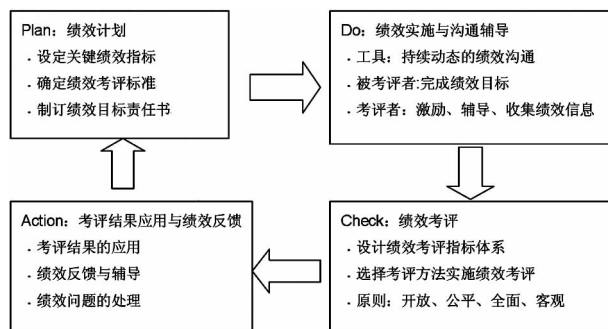 Plan：绩效计划
. 设定关键绩效指标
. 确定绩效考评标准
. 制订绩效目标责任书
Do：绩效实施与沟通辅导
. 工具：持续动态的绩效沟通
. 被考评者:完成绩效目标
. 考评者：激励、辅导、收集绩效信息
Action：考评结果应用与绩效反馈
. 考评结果的应用
. 绩效反馈与辅导
. 绩效问题的处理
Check：绩效考评
. 设计绩效考评指标体系
. 选择考评方法实施绩效考评
. 原则：开放、公平、全面、客观